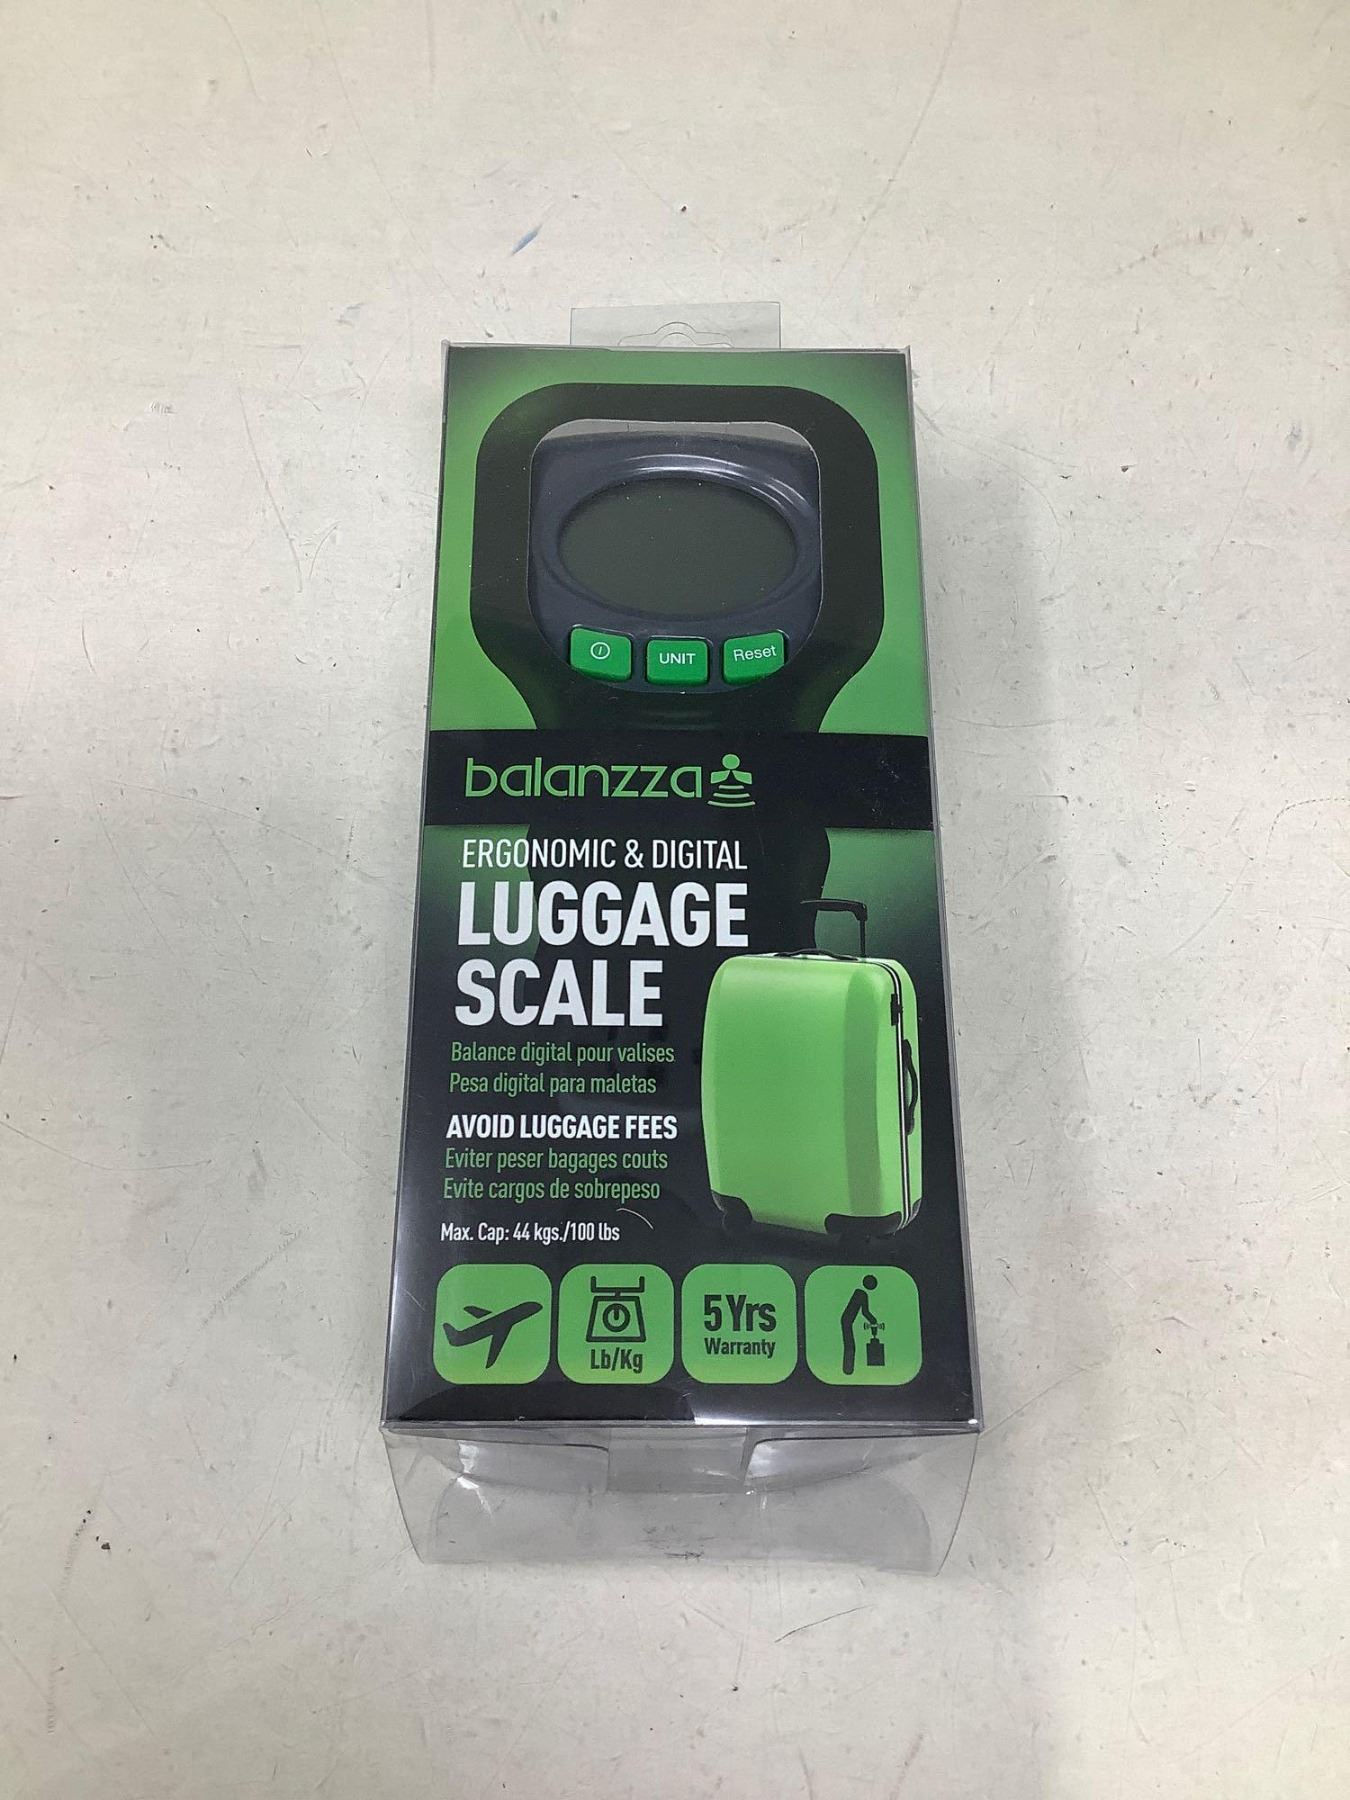 UNIT
Reset
balanzza
ERGONOMIC & DIGITAL
LUGGAGE
SCALE
Balance digital pour valises
Pesa digital para maletas
AVOID LUGGAGE FEES
Eviter peser bagages couts
Evite cargos de sobrepeso
Max. Cap: 44 kgs./100 lbs
Lb/Kg
5 Yrs
Warranty